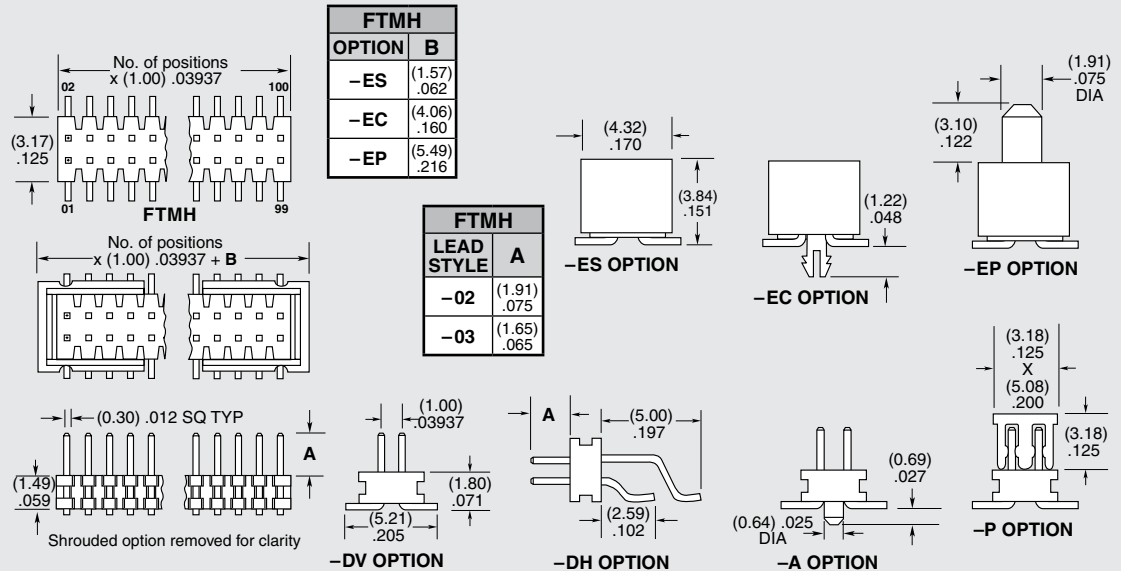 No. of positions
x (1.00) .03937
02
100
(3.17)
.125
01
99
FTMH
FTMH
OPTION B
–ES (1.57) .062
–EC (4.06) .160
–EP (5.49) .216
(4.32)
.170
(3.84)
.151
–ES OPTION
(1.22)
.048
–EC OPTION
(1.91)
.075
DIA
(3.10)
.122
–EP OPTION
No. of positions
x (1.00) .03937 + B
FTMH
LEAD STYLE A
–02 (1.91) .075
–03 (1.65) .065
(0.30) .012 SQ TYP
A
(1.49)
.059
Shrouded option removed for clarity
(1.00)
.03937
(1.80)
.071
(5.21)
.205
–DV OPTION
A
(5.00)
.197
(2.59)
.102
–DH OPTION
(0.69)
.027
(0.64) .025
DIA
–A OPTION
(3.18)
.125
X
(5.08)
.200
(3.18)
.125
–P OPTION